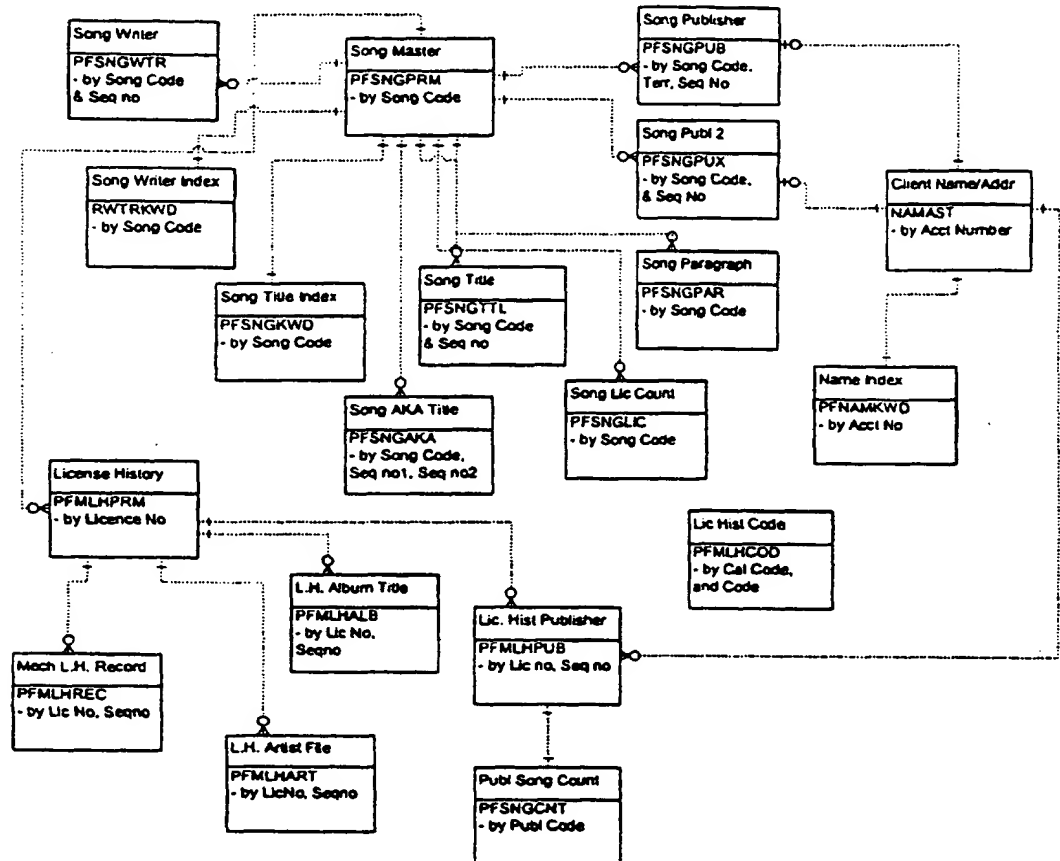 Song Writer
PFSNGWTR
- by Song Code
& Seq no
Song Master
PFSNGPRM
- by Song Code
Song Publisher
PFSNGPUB
- by Song Code,
Terr, Seq No
Song Publ 2
PFSNGPUX
- by Song Code,
& Seq No
Client Name/Addr
NAMAST
- by Acct Number
Song Writer Index
RWTRKWD
- by Song Code
Song Title Index
PFSNGKWD
- by Song Code
Song Title
PFSNGTTL
- by Song Code
& Seq no
Song Paragraph
PFSNGPAR
- by Song Code
Song AKA Title
PFSNGAKA
- by Song Code,
Seq no1, Seq no2
Song Lic Count
PFSNGLIC
- by Song Code
Name Index
PFNAMKWD
- by Acct No
License History
PFMLHPRM
- by Licence No
Lic Hist Code
PFMLHCOD
- by Cal Code,
and Code
L.H. Album Title
PFMLHALB
- by Lic No,
Seqno
Lic. Hist Publisher
PFMLHPUB
- by Lic no, Seq no
Mech L.H. Record
PFMLHREC
- by Lic No, Seqno
L.H. Artist File
PFMLHART
- by LicNo, Seqno
Publ Song Count
PFSNGCNT
- by Publ Code